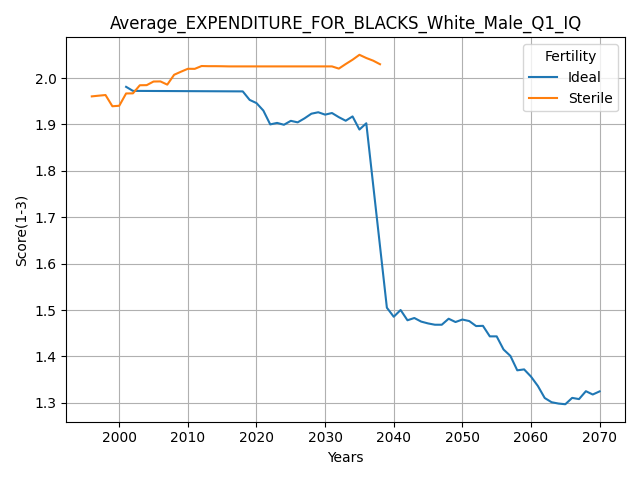 Average_EXPENDITURE_FOR_BLACKS_White_Male_Q1_IQ
Fertility
Ideal
Sterile
Score(1-3)
2.0
1.9
1.8
1.7
1.6
1.5
1.4
1.3
2000 2010 2020 2030 2040 2050 2060 2070
Years